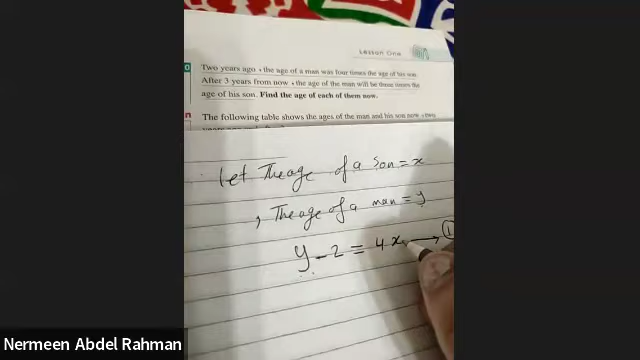 Lesson One
Two years ago, the age of a man was four times the age of his son.
After 3 years from now, the age of the man will be three times the
age of his son. Find the age of each of them now.
The following table shows the ages of the man and his son now,
years ago
Let The age of a son = x
, The age of a man = y
y - 2 = 4x → ①
Nermeen Abdel Rahman